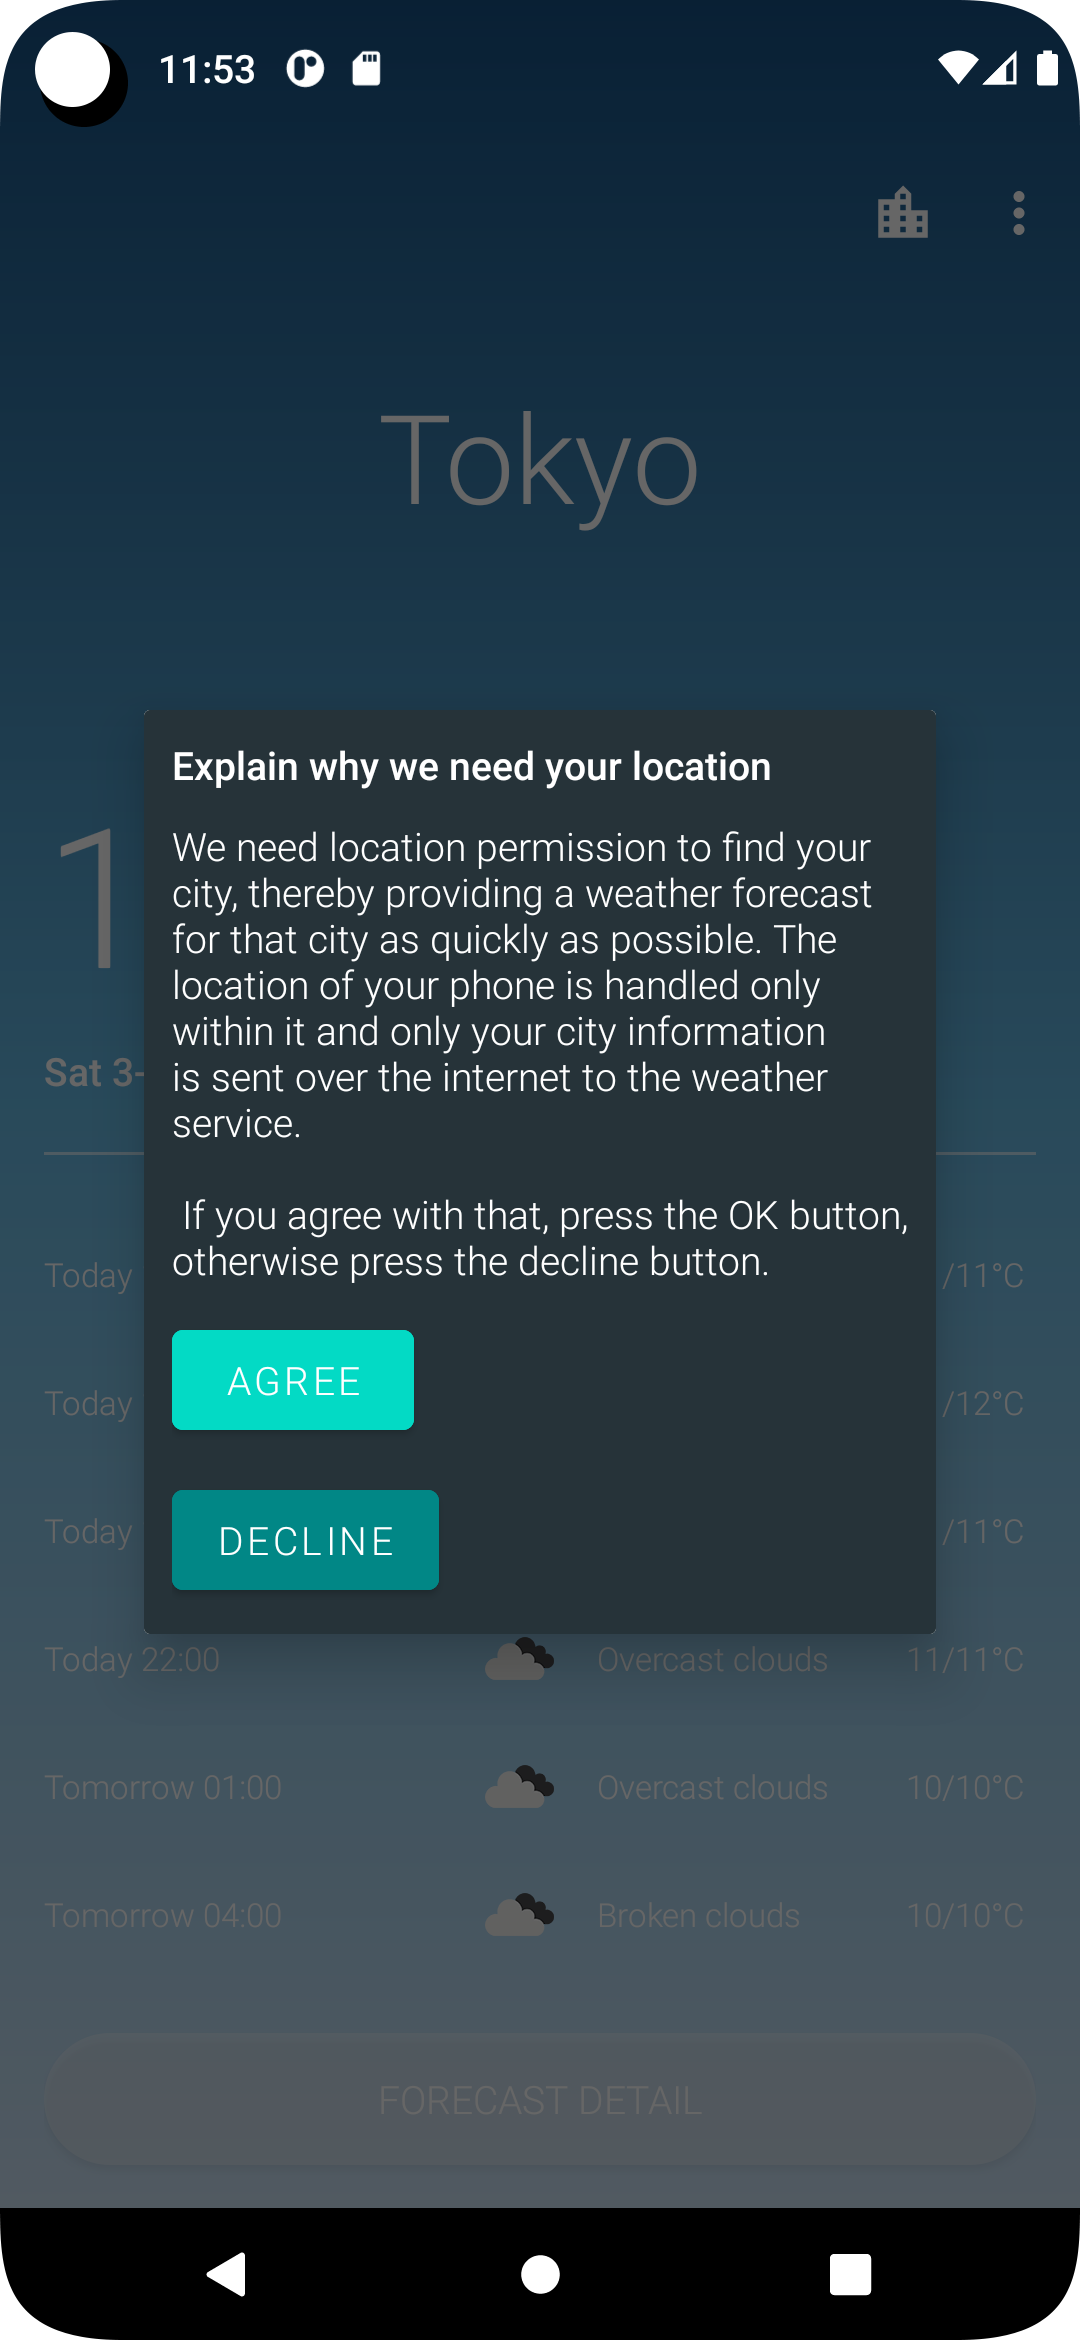 11:53
Tokyo
1
Explain why we need your location
We need location permission to find your
city, thereby providing a weather forecast
for that city as quickly as possible. The
location of your phone is handled only
within it and only your city information
is sent over the internet to the weather
service.
If you agree with that, press the OK button,
otherwise press the decline button.
AGREE
DECLINE
Sat 3-
Today /11°C
Today /12°C
Today /11°C
Today 22:00 Overcast clouds 11/11°C
Tomorrow 01:00 Overcast clouds 10/10°C
Tomorrow 04:00 Broken clouds 10/10°C
FORECAST DETAIL